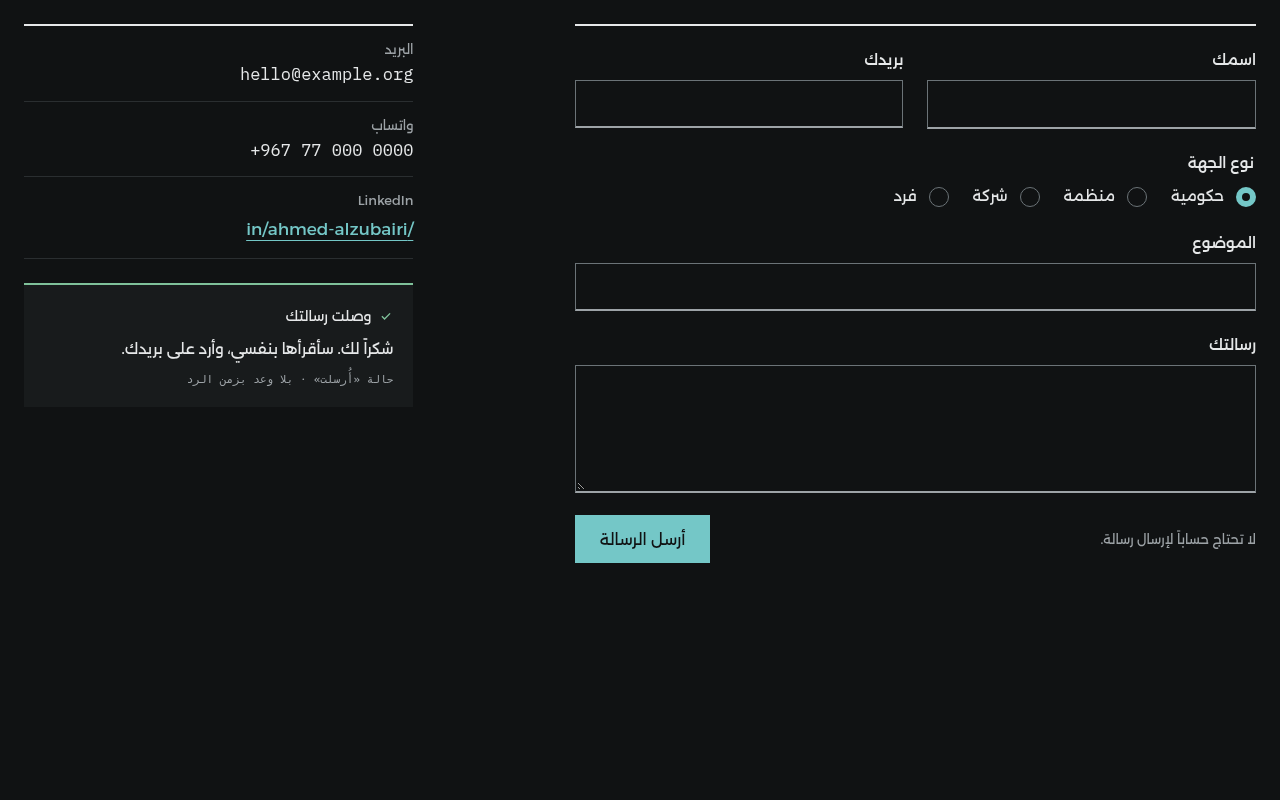 اسمك
بريدك
نوع الجهة
حكومية
منظمة
شركة
فرد
الموضوع
رسالتك
لا تحتاج حساباً لإرسال رسالة.
أرسل الرسالة
البريد
hello@example.org
واتساب
+967 77 000 0000
LinkedIn
in/ahmed-alzubairi/
✓ وصلت رسالتك
شكراً لك. سأقرأها بنفسي، وأرد على بريدك.
حالة «أُرسلت» · بلا وعد بزمن الرد